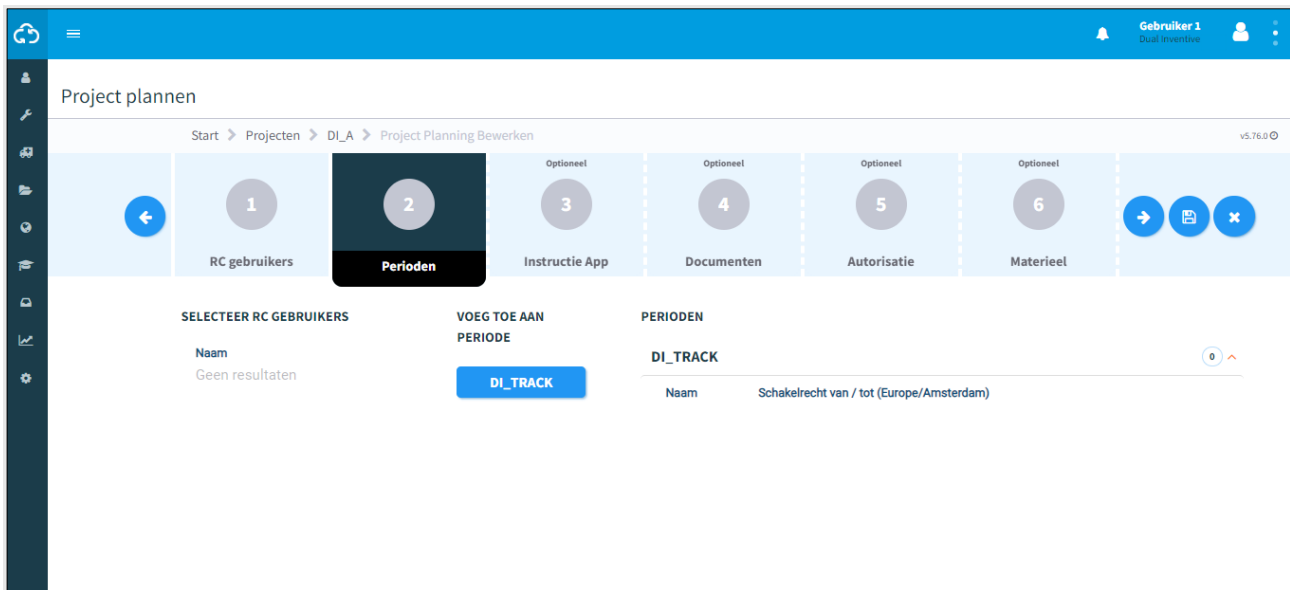 Gebruiker 1
Dual Inventive
Project plannen
Start Projecten DI_A Project Planning Bewerken
v5.76.0
Optioneel Optioneel Optioneel Optioneel
1 2 3 4 5 6
RC gebruikers Perioden Instructie App Documenten Autorisatie Materieel
SELECTEER RC GEBRUIKERS
Naam
Geen resultaten
VOEG TOE AAN
PERIODE
DI_TRACK
PERIODEN
DI_TRACK 0
Naam Schakelrecht van / tot (Europe/Amsterdam)